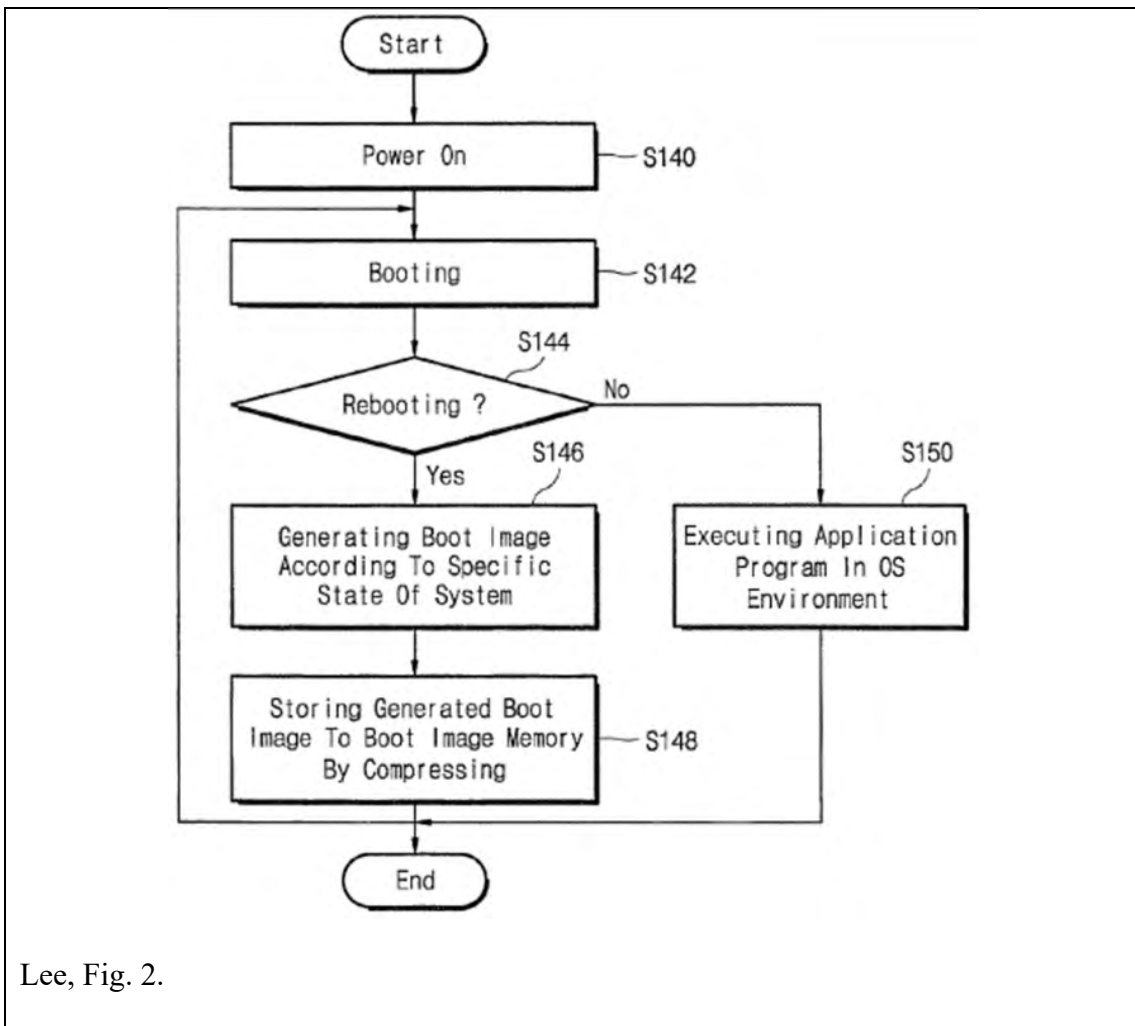 Start
Power On
S140
Booting
S142
S144
Rebooting ?
No
Yes
S146
S150
Generating Boot Image
According To Specific
State Of System
Executing Application
Program In OS
Environment
Storing Generated Boot
Image To Boot Image Memory
By Compressing
S148
End
Lee, Fig. 2.